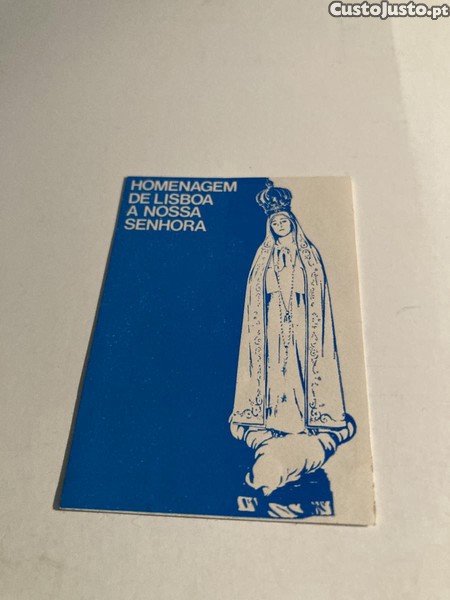 CustoJusto.pt
HOMENAGEM
DE LISBOA
A NOSSA
SENHORA